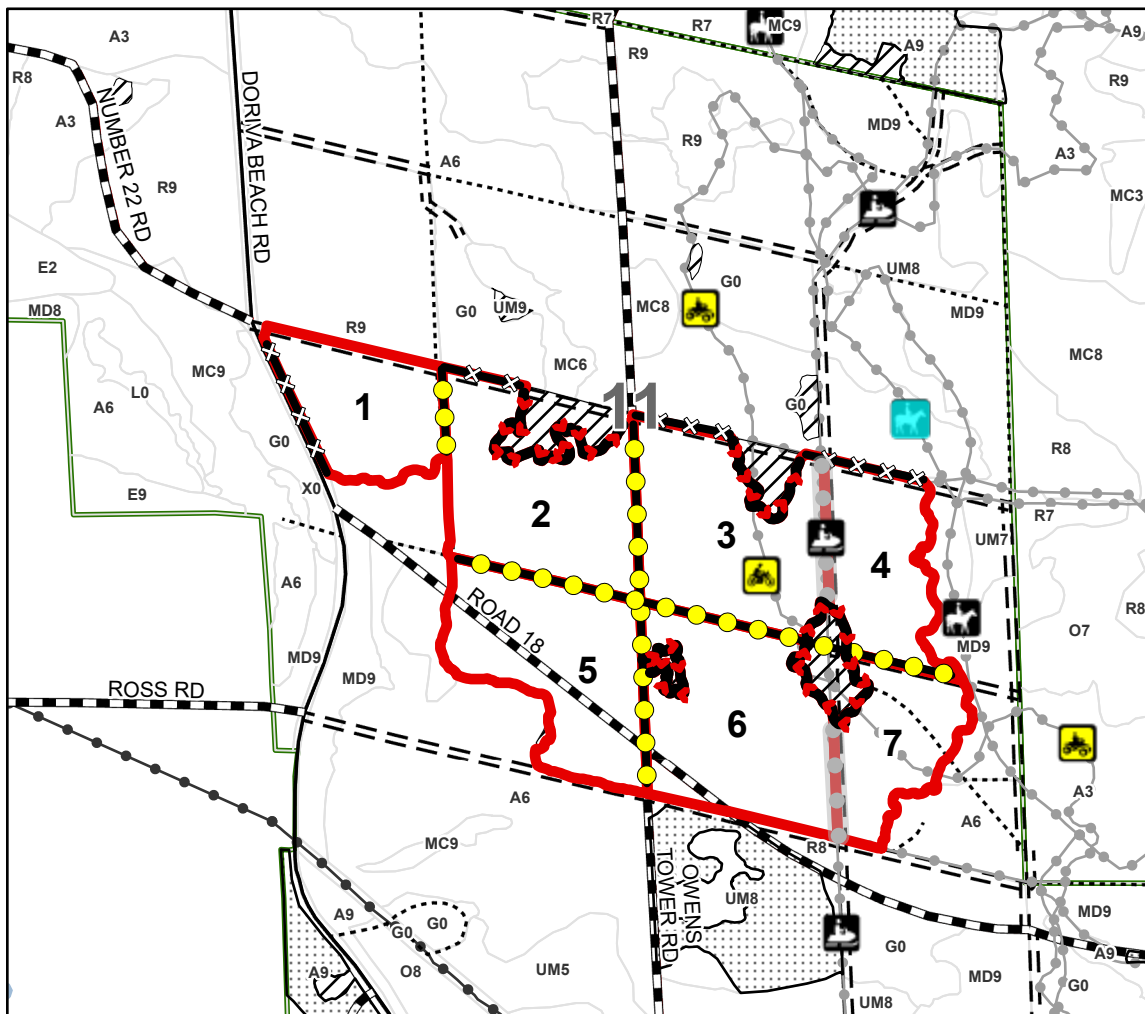 R7
R7
MC9
A9
A9
A3
R9
R9
R8
A3
NUMBER 22 RD
DORIVA BEACH RD
MD9
R9
A6
R9
A3
MC3
E2
UM8
G0
MD8
G0
UM9
MC8
MD9
R9
MC6
MC8
MC9
L0
A6
1
11
G0
G0
R8
E9
X0
2
3
4
R7
UM7
A6
ROAD 18
R8
O7
MD9
MD9
MD9
5
ROSS RD
6
7
A6
A3
A6
MC9
R8
OWENS
TOWER RD
UM8
A9
G0
G0
MD9
G0
A9
A9
O8
UM5
MD9
G0
UM8